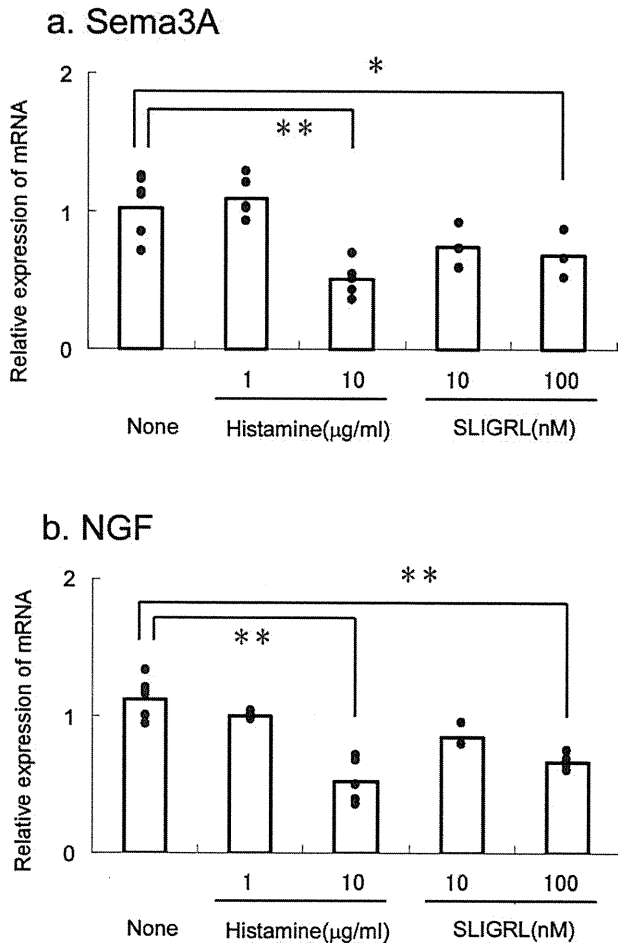 a. Sema3A
2
*
**
1
0
Relative expression of mRNA
1 10 10 100
None Histamine(μg/ml) SLIGRL(nM)
b. NGF
2
**
**
1
0
Relative expression of mRNA
1 10 10 100
None Histamine(μg/ml) SLIGRL(nM)